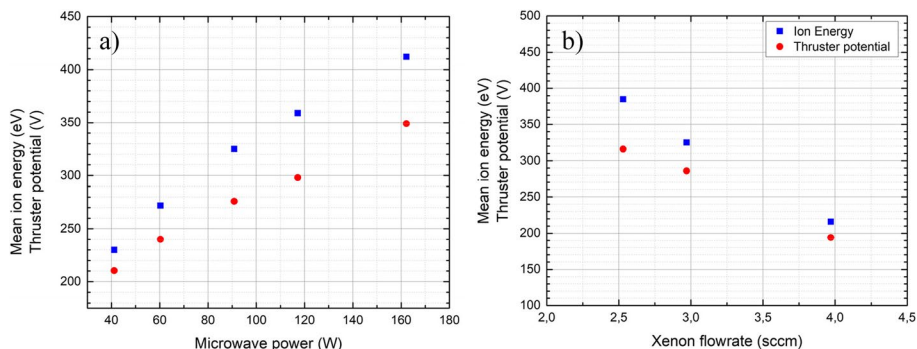 a)
Mean ion energy (eV)
Thruster potential (V)
450
400
350
300
250
200
40 60 80 100 120 140 160 180
Microwave power (W)
b)
Ion Energy
Thruster potential
Mean ion energy (eV)
Thruster potential (V)
500
450
400
350
300
250
200
150
100
2,0 2,5 3,0 3,5 4,0 4,5
Xenon flowrate (sccm)